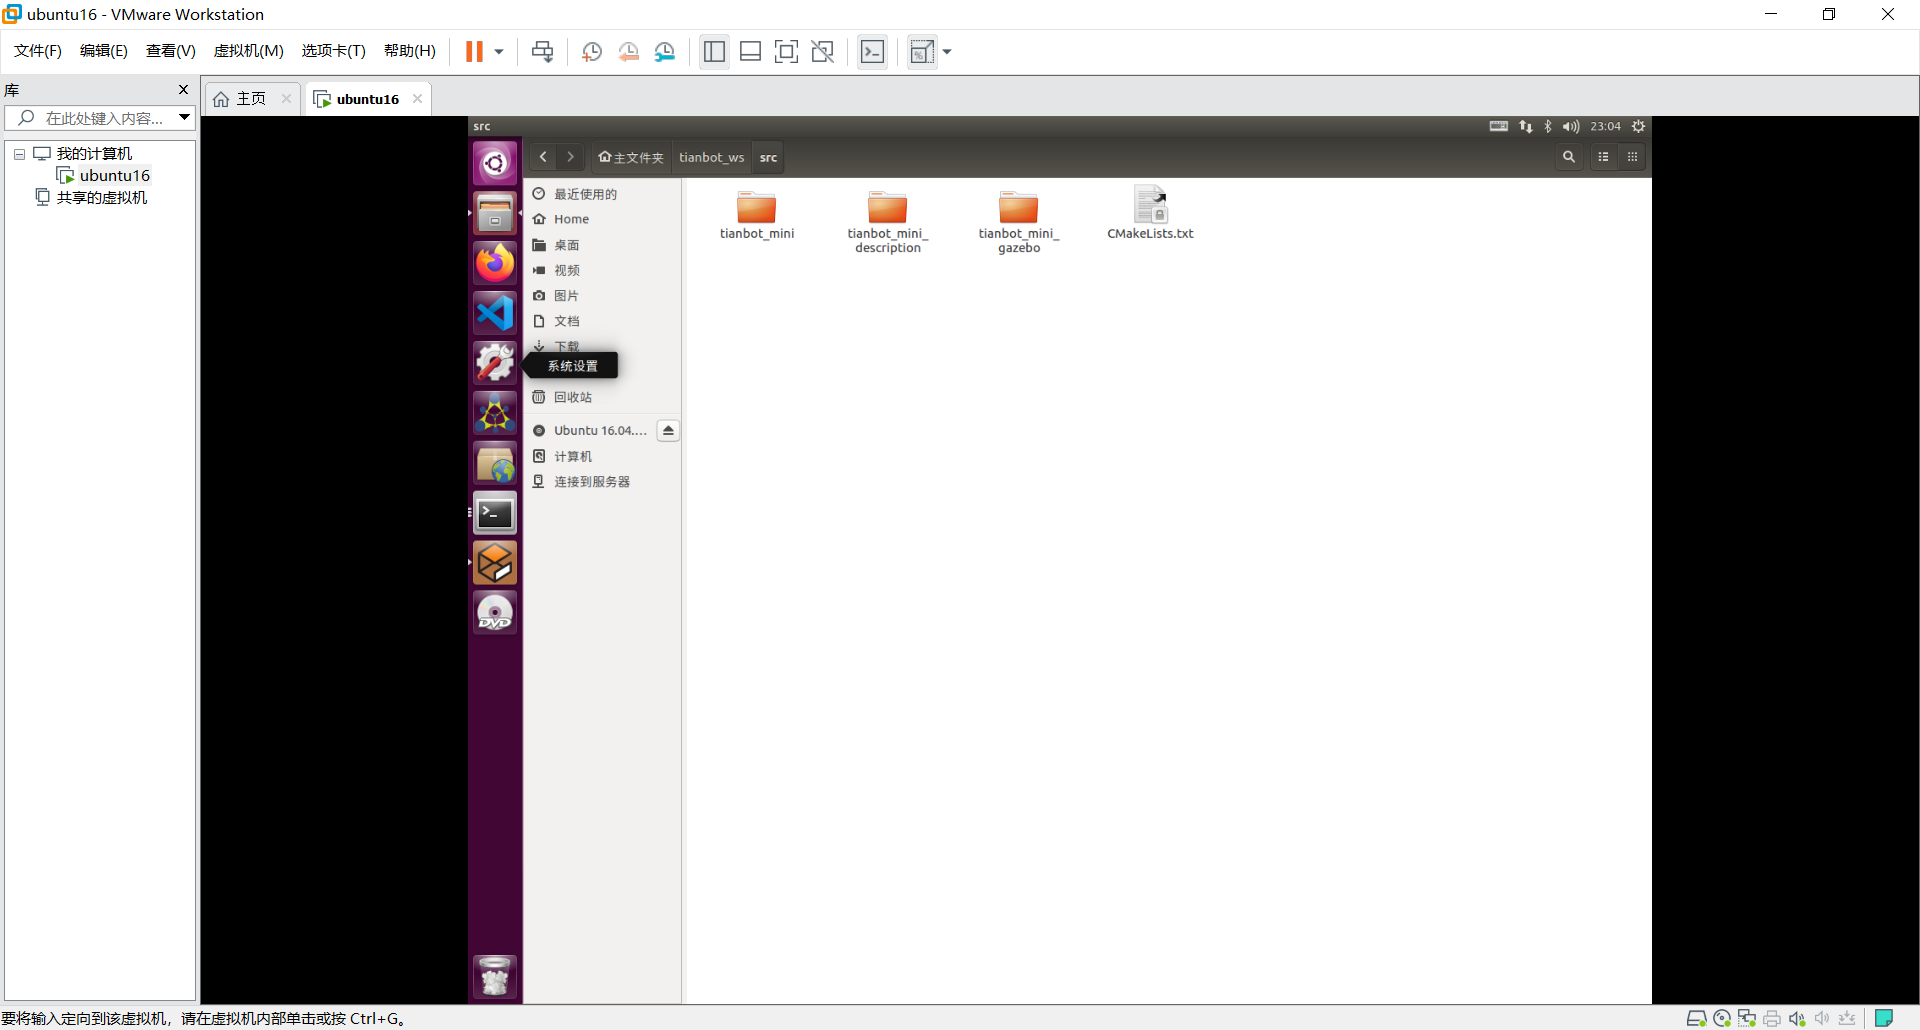 ubuntu16 - VMware Workstation
文件(F) 编辑(E) 查看(V) 虚拟机(M) 选项卡(T) 帮助(H)
库
主页
ubuntu16
在此处键入内容...
我的计算机
ubuntu16
共享的虚拟机
src
23:04
主文件夹 tianbot_ws src
最近使用的
Home
桌面
视频
图片
文档
下载
系统设置
回收站
Ubuntu 16.04....
计算机
连接到服务器
tianbot_mini
tianbot_mini_
description
tianbot_mini_
gazebo
CMakeLists.txt
DVD
要将输入定向到该虚拟机，请在虚拟机内部单击或按 Ctrl+G。